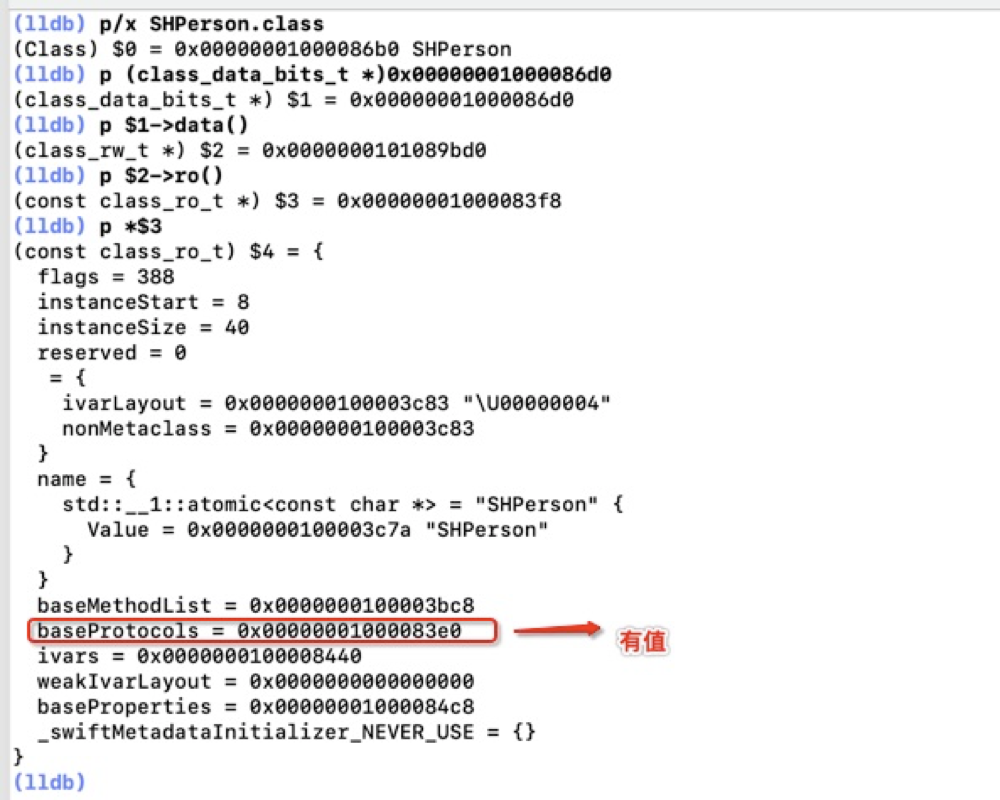 (lldb) p/x SHPerson.class
(Class) $0 = 0x00000001000086b0 SHPerson
(lldb) p (class_data_bits_t *)0x00000001000086d0
(class_data_bits_t *) $1 = 0x00000001000086d0
(lldb) p $1->data()
(class_rw_t *) $2 = 0x0000000101089bd0
(lldb) p $2->ro()
(const class_ro_t *) $3 = 0x00000001000083f8
(lldb) p *$3
(const class_ro_t) $4 = {
  flags = 388
  instanceStart = 8
  instanceSize = 40
  reserved = 0
   = {
    ivarLayout = 0x0000000100003c83 "\U00000004"
    nonMetaclass = 0x0000000100003c83
  }
  name = {
    std::__1::atomic<const char *> = "SHPerson" {
      Value = 0x0000000100003c7a "SHPerson"
    }
  }
  baseMethodList = 0x0000000100003bc8
  baseProtocols = 0x00000001000083e0 有值
  ivars = 0x0000000100008440
  weakIvarLayout = 0x0000000000000000
  baseProperties = 0x00000001000084c8
  _swiftMetadataInitializer_NEVER_USE = {}
}
(lldb)